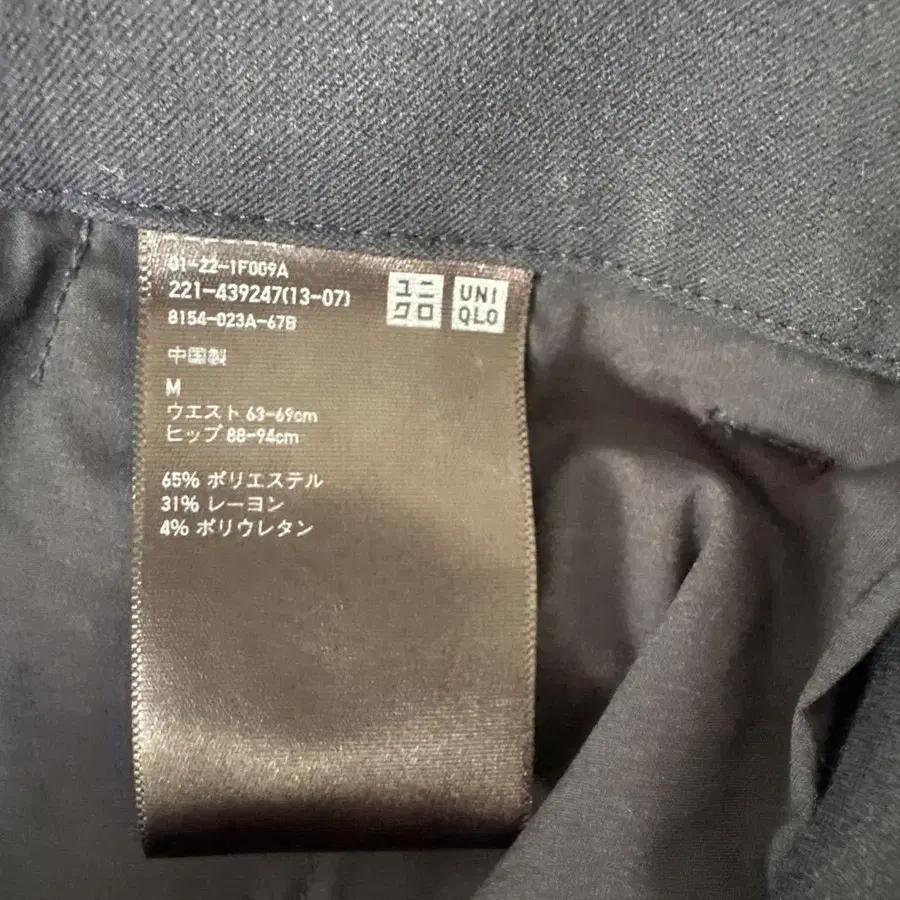 01-22-1F009A
221-439247(13-07)
8154-023A-67B
ユニ
クロ
UNI
QLO
中国製
M
ウエスト 63-69cm
ヒップ 88-94cm
65% ポリエステル
31% レーヨン
4% ポリウレタン